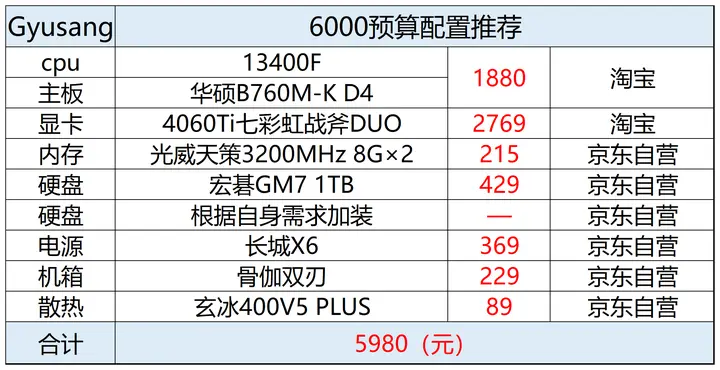 Gyusang 6000预算配置推荐
cpu 13400F 1880 淘宝
主板 华硕B760M-K D4
显卡 4060Ti七彩虹战斧DUO 2769 淘宝
内存 光威天策3200MHz 8G×2 215 京东自营
硬盘 宏碁GM7 1TB 429 京东自营
硬盘 根据自身需求加装 — 京东自营
电源 长城X6 369 京东自营
机箱 骨伽双刃 229 京东自营
散热 玄冰400V5 PLUS 89 京东自营
合计 5980（元）